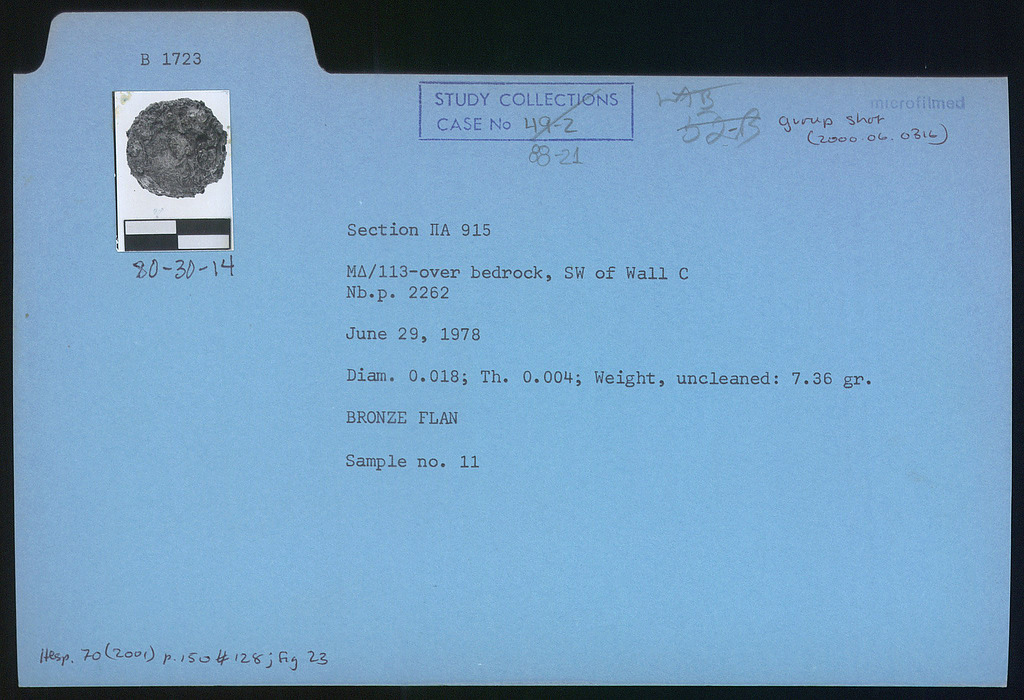 B 1723
STUDY COLLECTIONS
CASE No 49-2
88-21
LAB
52-B
microfilmed
group shot
(2000.06.0316)
80-30-14
Section ΠΑ 915
ΜΔ/113-over bedrock, SW of Wall C
Nb.p. 2262
June 29, 1978
Diam. 0.018; Th. 0.004; Weight, uncleaned: 7.36 gr.
BRONZE FLAN
Sample no. 11
Hesp. 70 (2001) p.150 # 128; Fig 23